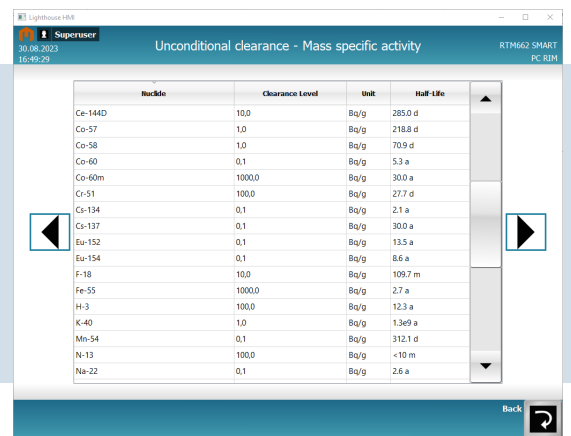 Lighthouse HMI
Superuser
30.08.2023
16:49:29
Unconditional clearance - Mass specific activity
RTM662 SMART
PC RIM
Nuclide Clearance Level Unit Half-Life
Ce-144D 10,0 Bq/g 285.0 d
Co-57 1,0 Bq/g 218.8 d
Co-58 1,0 Bq/g 70.9 d
Co-60 0,1 Bq/g 5.3 a
Co-60m 1000,0 Bq/g 30.0 a
Cr-51 100,0 Bq/g 27.7 d
Cs-134 0,1 Bq/g 2.1 a
Cs-137 0,1 Bq/g 30.0 a
Eu-152 0,1 Bq/g 13.5 a
Eu-154 0,1 Bq/g 8.6 a
F-18 10,0 Bq/g 109.7 m
Fe-55 1000,0 Bq/g 2.7 a
H-3 100,0 Bq/g 12.3 a
K-40 1,0 Bq/g 1.3e9 a
Mn-54 0,1 Bq/g 312.1 d
N-13 100,0 Bq/g <10 m
Na-22 0,1 Bq/g 2.6 a
Back